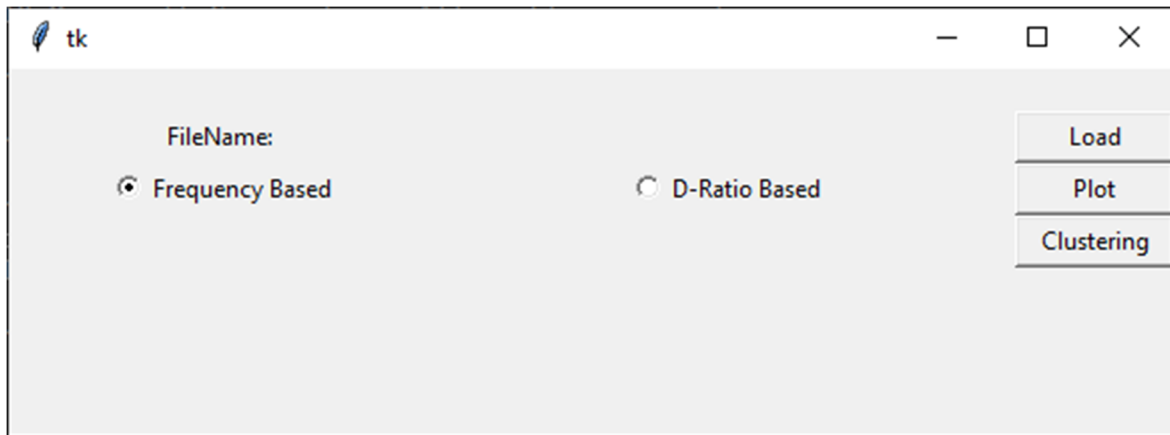 tk
FileName:
Load
Frequency Based
D-Ratio Based
Plot
Clustering